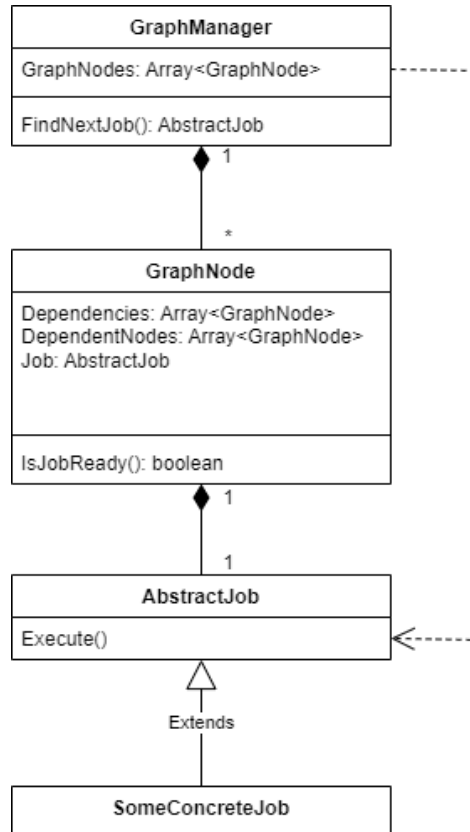 GraphManager
GraphNodes: Array<GraphNode>
FindNextJob(): AbstractJob
1
*
GraphNode
Dependencies: Array<GraphNode>
DependentNodes: Array<GraphNode>
Job: AbstractJob
IsJobReady(): boolean
1
1
AbstractJob
Execute()
Extends
SomeConcreteJob